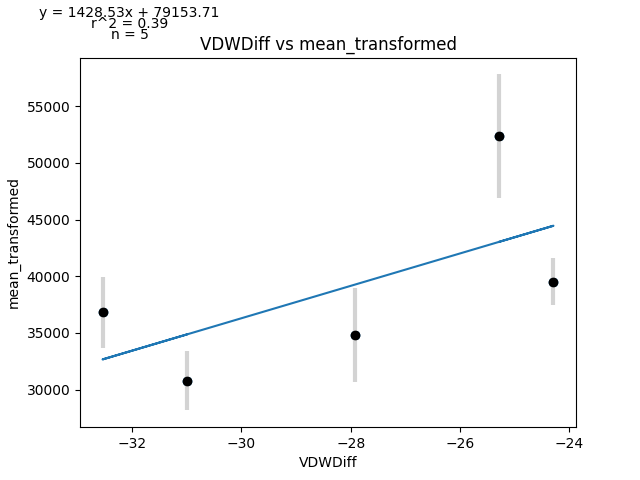 y = 1428.53x + 79153.71
r^2 = 0.39
n = 5
VDWDiff vs mean_transformed
mean_transformed
55000
50000
45000
40000
35000
30000
−32
−30
−28
−26
−24
VDWDiff